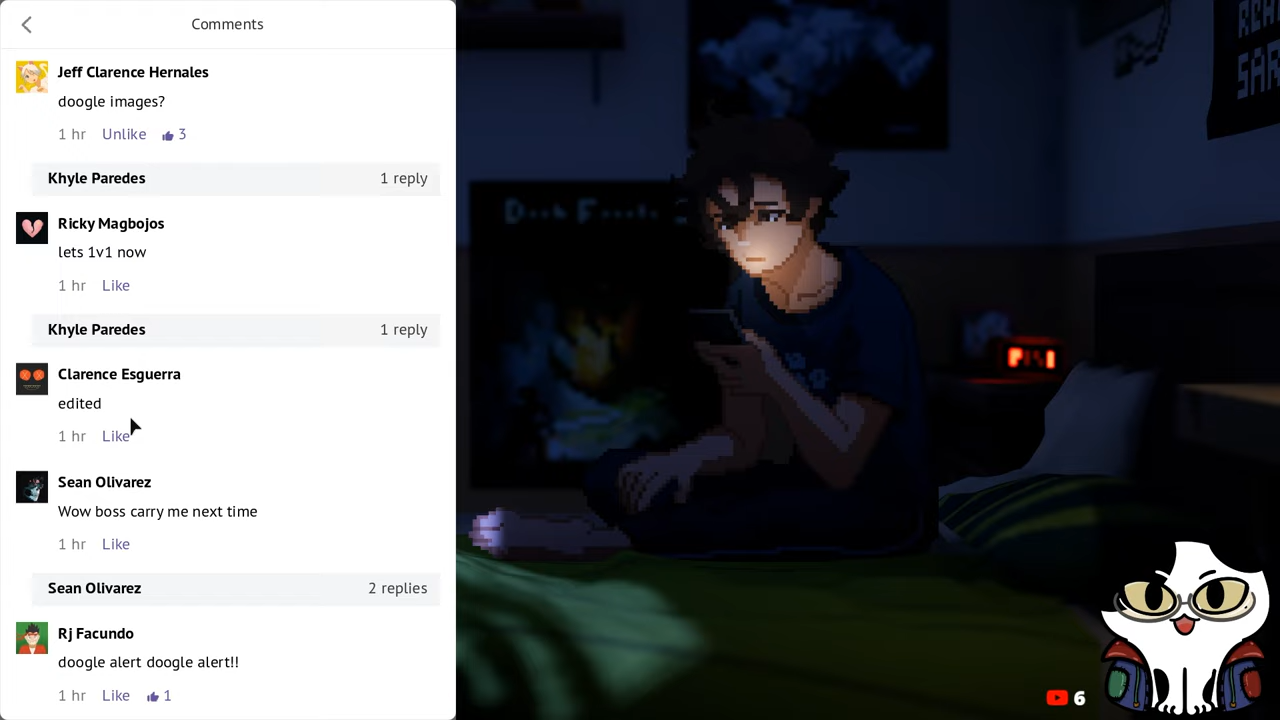 Comments
Jeff Clarence Hernales
doogle images?
1 hr Unlike 3
Khyle Paredes 1 reply
Ricky Magbojos
lets 1v1 now
1 hr Like
Khyle Paredes 1 reply
Clarence Esguerra
edited
1 hr Like
Sean Olivarez
Wow boss carry me next time
1 hr Like
Sean Olivarez 2 replies
Rj Facundo
doogle alert doogle alert!!
1 hr Like 1
6